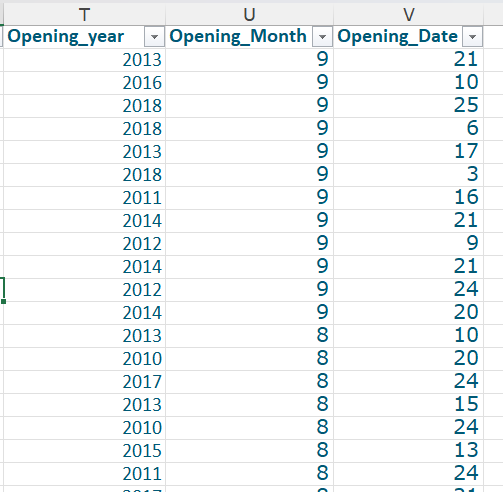 T U V
Opening_year Opening_Month Opening_Date
2013 9 21
2016 9 10
2018 9 25
2018 9 6
2013 9 17
2018 9 3
2011 9 16
2014 9 21
2012 9 9
2014 9 21
2012 9 24
2014 9 20
2013 8 10
2010 8 20
2017 8 24
2013 8 15
2010 8 24
2015 8 13
2011 8 24